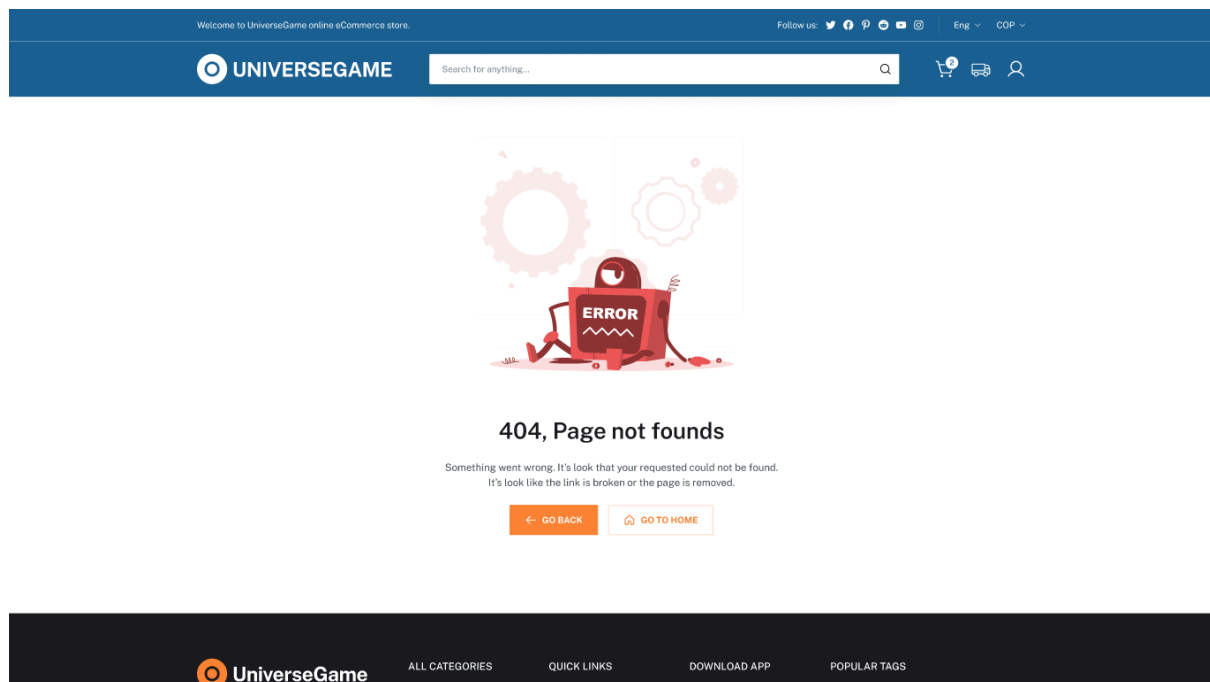 Welcome to UniverseGame online eCommerce store.
Follow us:
Eng
COP
UNIVERSEGAME
Search for anything...
2
ERROR
404, Page not founds
Something went wrong. It's look that your requested could not be found.
It's look like the link is broken or the page is removed.
GO BACK
GO TO HOME
UniverseGame
ALL CATEGORIES
QUICK LINKS
DOWNLOAD APP
POPULAR TAGS